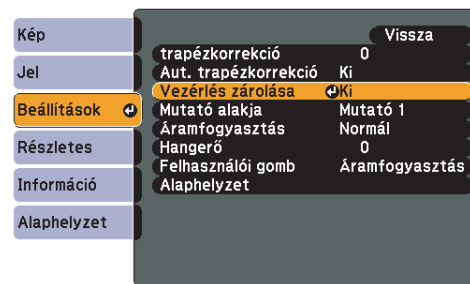 Kép
Jel
Beállítások
Részletes
Információ
Alaphelyzet
Vissza
trapézkorrekció 0
Aut. trapézkorrekció Ki
Vezérlés zárolása Ki
Mutató alakja Mutató 1
Áramfogyasztás Normál
Hangerő 0
Felhasználói gomb Áramfogyasztás
Alaphelyzet